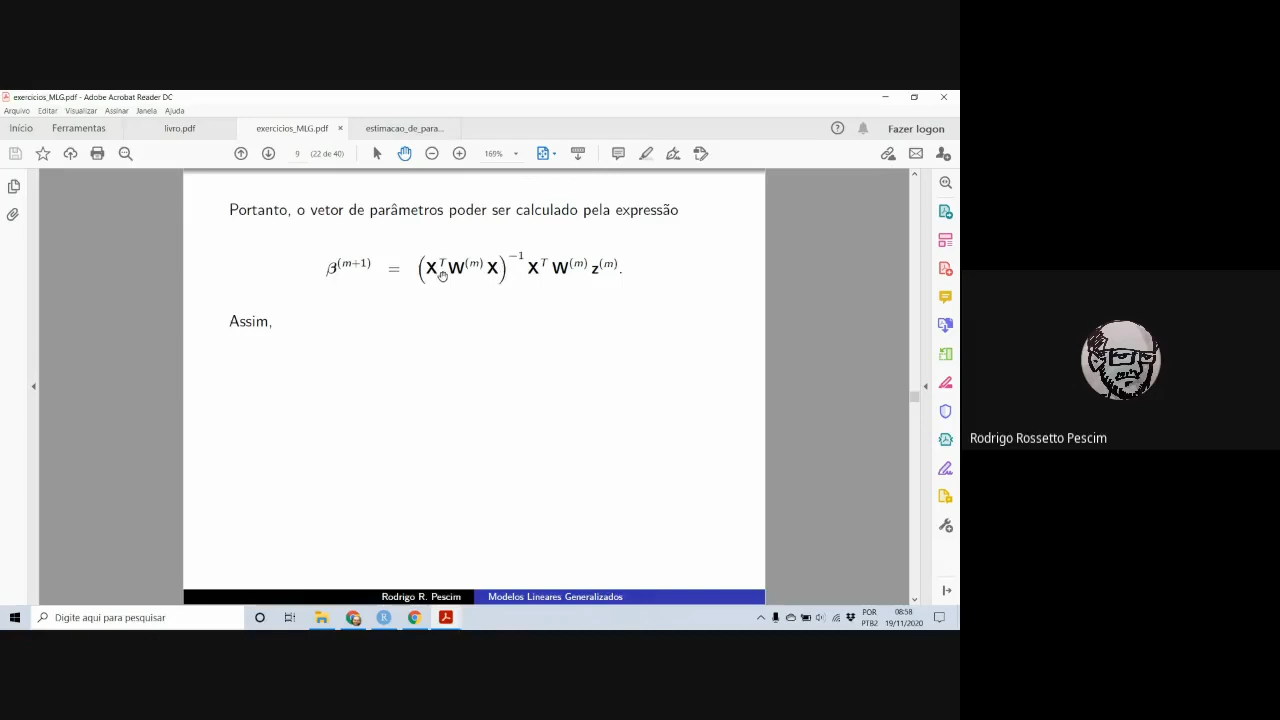 exercicios_MLG.pdf - Adobe Acrobat Reader DC
Arquivo Editar Visualizar Assinar Janela Ajuda
Início Ferramentas livro.pdf exercicios_MLG.pdf × estimacao_de_para... Fazer logon
9 (22 de 40) 169%
Portanto, o vetor de parâmetros poder ser calculado pela expressão
β^(m+1) = (X^T W^(m) X)^−1 X^T W^(m) z^(m).
Assim,
Rodrigo Rossetto Pescim
Rodrigo R. Pescim Modelos Lineares Generalizados
Digite aqui para pesquisar
POR 08:58
PTB2 19/11/2020